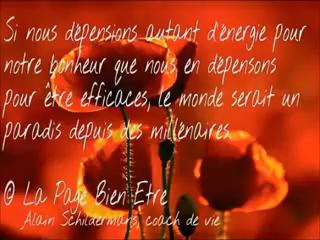 Si nous dépensions autant d'énergie pour
notre bonheur que nous en dépensons
pour être efficaces, le monde serait un
paradis depuis des millénaires.
© La Page Bien Etre
Alain Schildermans, coach de vie